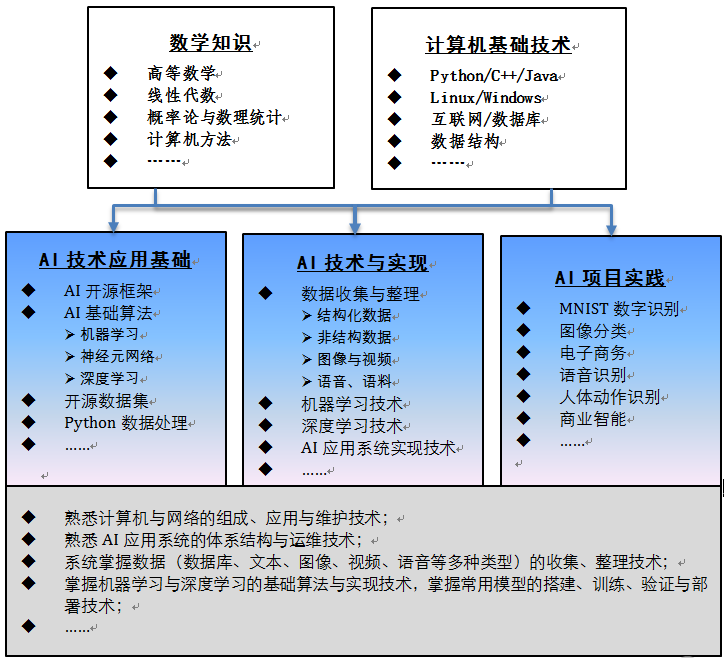 数学知识
高等数学
线性代数
概率论与数理统计
计算机方法
……
计算机基础技术
Python/C++/Java
Linux/Windows
互联网/数据库
数据结构
……
AI 技术应用基础
AI 开源框架
AI 基础算法
机器学习
神经元网络
深度学习
开源数据集
Python 数据处理
……
AI 技术与实现
数据收集与整理
结构化数据
非结构数据
图像与视频
语音、语料
机器学习技术
深度学习技术
AI 应用系统实现技术
……
AI 项目实践
MNIST 数字识别
图像分类
电子商务
语音识别
人体动作识别
商业智能
……
熟悉计算机与网络的组成、应用与维护技术；
熟悉 AI 应用系统的体系结构与运维技术；
系统掌握数据（数据库、文本、图像、视频、语音等多种类型）的收集、整理技术；
掌握机器学习与深度学习的基础算法与实现技术，掌握常用模型的搭建、训练、验证与部
署技术；
……